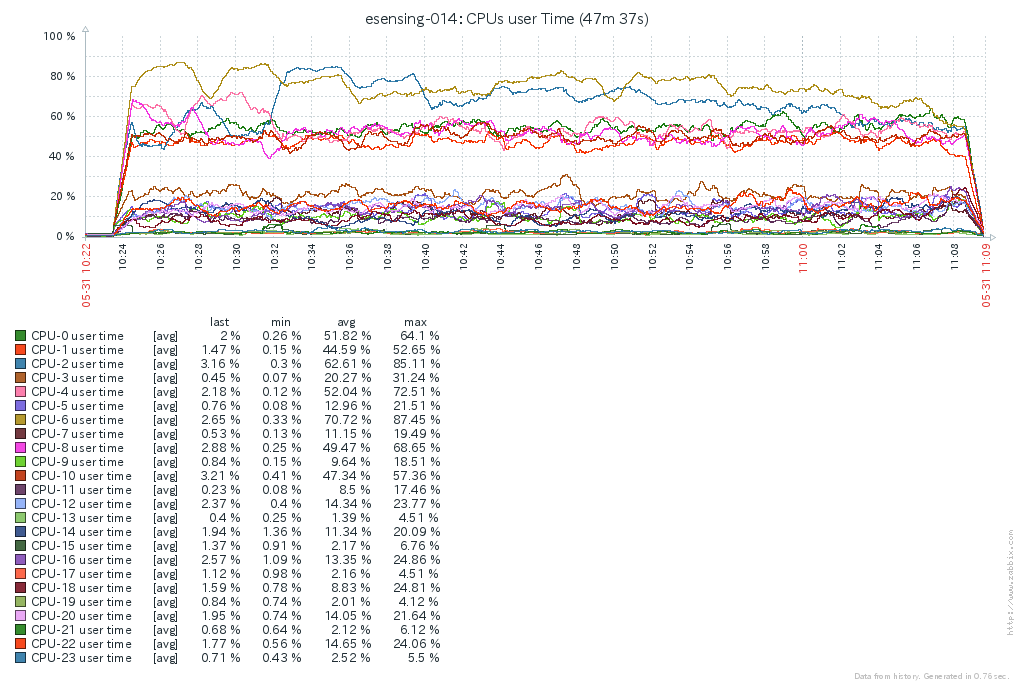 esensing-014: CPUs user Time (47m 37s)
100 %
80 %
60 %
40 %
20 %
0 %
05-31 10:22
10:24
10:26
10:28
10:30
10:32
10:34
10:36
10:38
10:40
10:42
10:44
10:46
10:48
10:50
10:52
10:54
10:56
10:58
11:00
11:02
11:04
11:06
11:08
05-31 11:09
last min avg max
CPU-0 user time [avg] 2 % 0.26 % 51.82 % 64.1 %
CPU-1 user time [avg] 1.47 % 0.15 % 44.59 % 52.65 %
CPU-2 user time [avg] 3.16 % 0.3 % 62.61 % 85.11 %
CPU-3 user time [avg] 0.45 % 0.07 % 20.27 % 31.24 %
CPU-4 user time [avg] 2.18 % 0.12 % 52.04 % 72.51 %
CPU-5 user time [avg] 0.76 % 0.08 % 12.96 % 21.51 %
CPU-6 user time [avg] 2.65 % 0.33 % 70.72 % 87.45 %
CPU-7 user time [avg] 0.53 % 0.13 % 11.15 % 19.49 %
CPU-8 user time [avg] 2.88 % 0.25 % 49.47 % 68.65 %
CPU-9 user time [avg] 0.84 % 0.15 % 9.64 % 18.51 %
CPU-10 user time [avg] 3.21 % 0.41 % 47.34 % 57.36 %
CPU-11 user time [avg] 0.23 % 0.08 % 8.5 % 17.46 %
CPU-12 user time [avg] 2.37 % 0.4 % 14.34 % 23.77 %
CPU-13 user time [avg] 0.4 % 0.25 % 1.39 % 4.51 %
CPU-14 user time [avg] 1.94 % 1.36 % 11.34 % 20.09 %
CPU-15 user time [avg] 1.37 % 0.91 % 2.17 % 6.76 %
CPU-16 user time [avg] 2.57 % 1.09 % 13.35 % 24.86 %
CPU-17 user time [avg] 1.12 % 0.98 % 2.16 % 4.51 %
CPU-18 user time [avg] 1.59 % 0.78 % 8.83 % 24.81 %
CPU-19 user time [avg] 0.84 % 0.74 % 2.01 % 4.12 %
CPU-20 user time [avg] 1.95 % 0.74 % 14.05 % 21.64 %
CPU-21 user time [avg] 0.68 % 0.64 % 2.12 % 6.12 %
CPU-22 user time [avg] 1.77 % 0.56 % 14.65 % 24.06 %
CPU-23 user time [avg] 0.71 % 0.43 % 2.52 % 5.5 %
http://www.zabbix.com
Data from history. Generated in 0.76 sec.